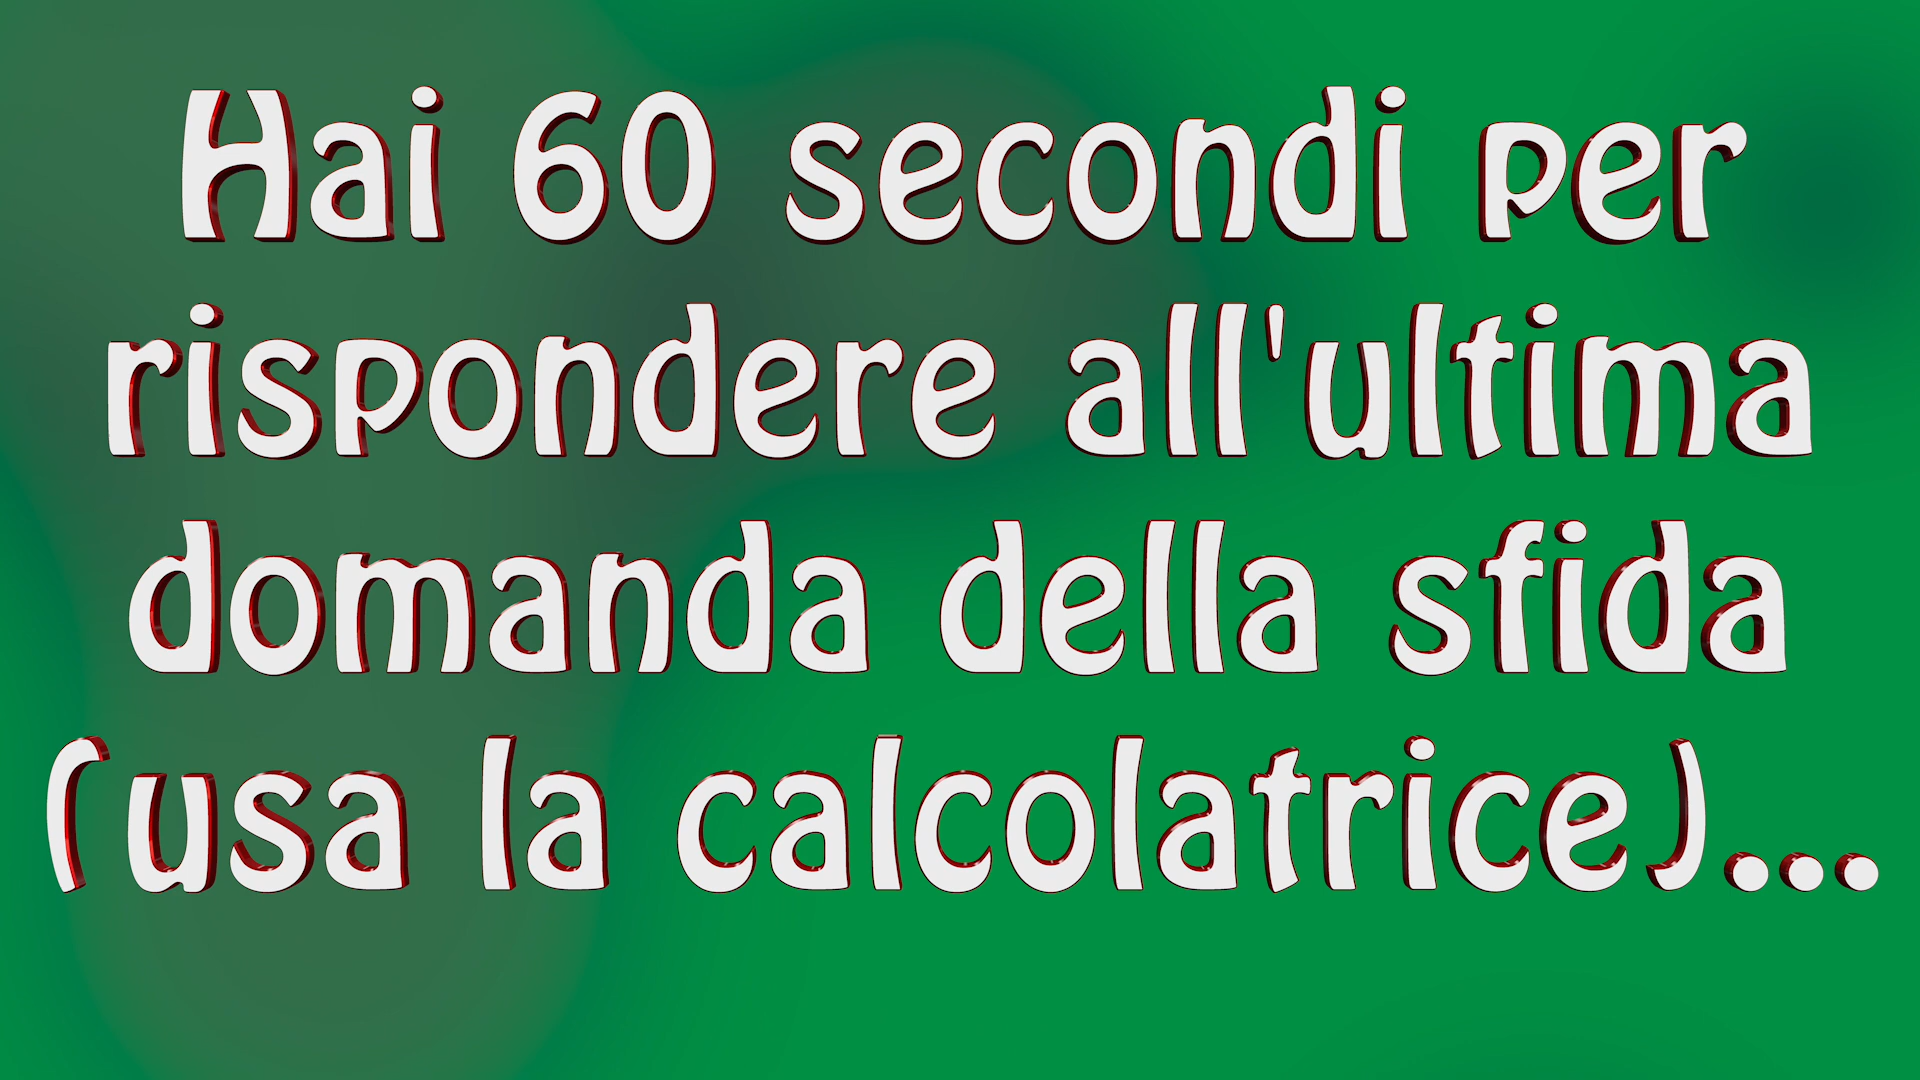 Hai 60 secondi per
rispondere all'ultima
domanda della sfida
(usa la calcolatrice)...